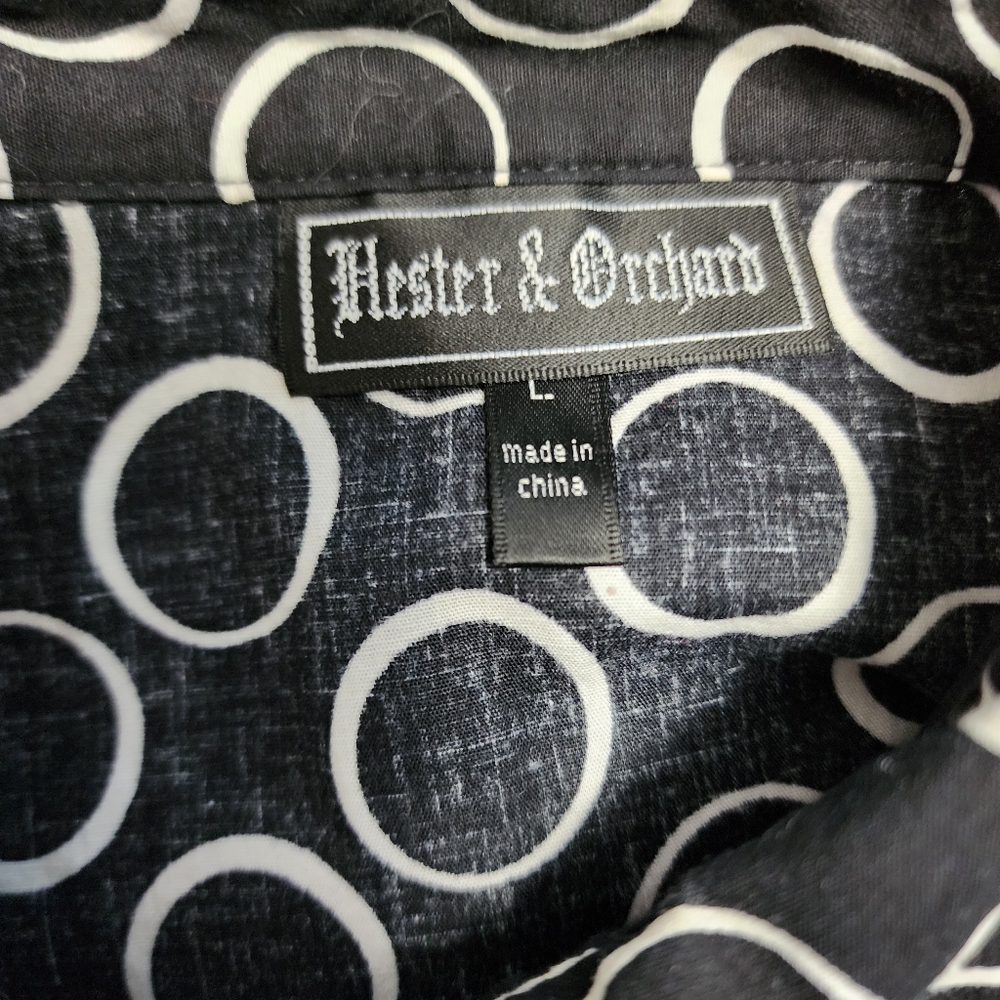 Hester & Orchard
L
made in
china